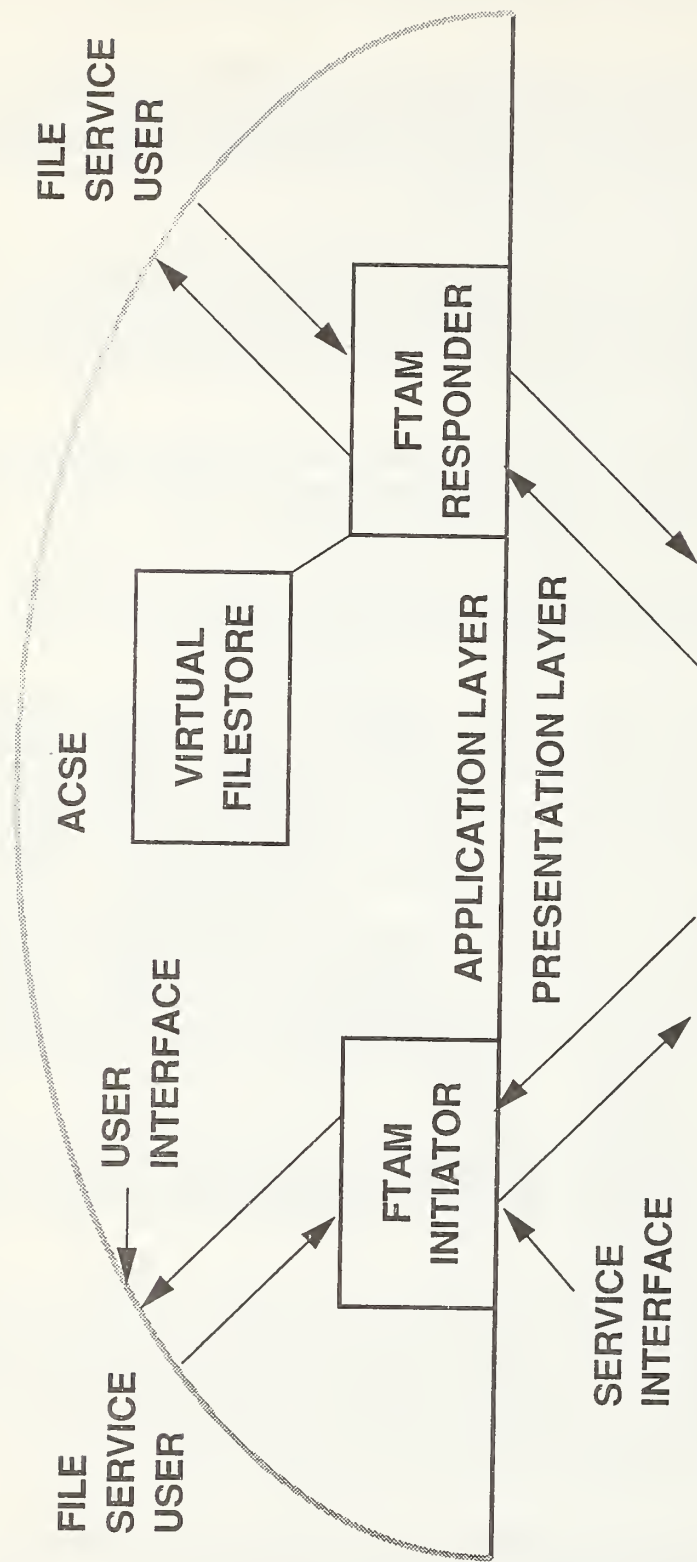 FILE
SERVICE
USER
USER
INTERFACE
ACSE
FILE
SERVICE
USER
VIRTUAL
FILESTORE
FTAM
INITIATOR
FTAM
RESPONDER
APPLICATION LAYER
PRESENTATION LAYER
SERVICE
INTERFACE